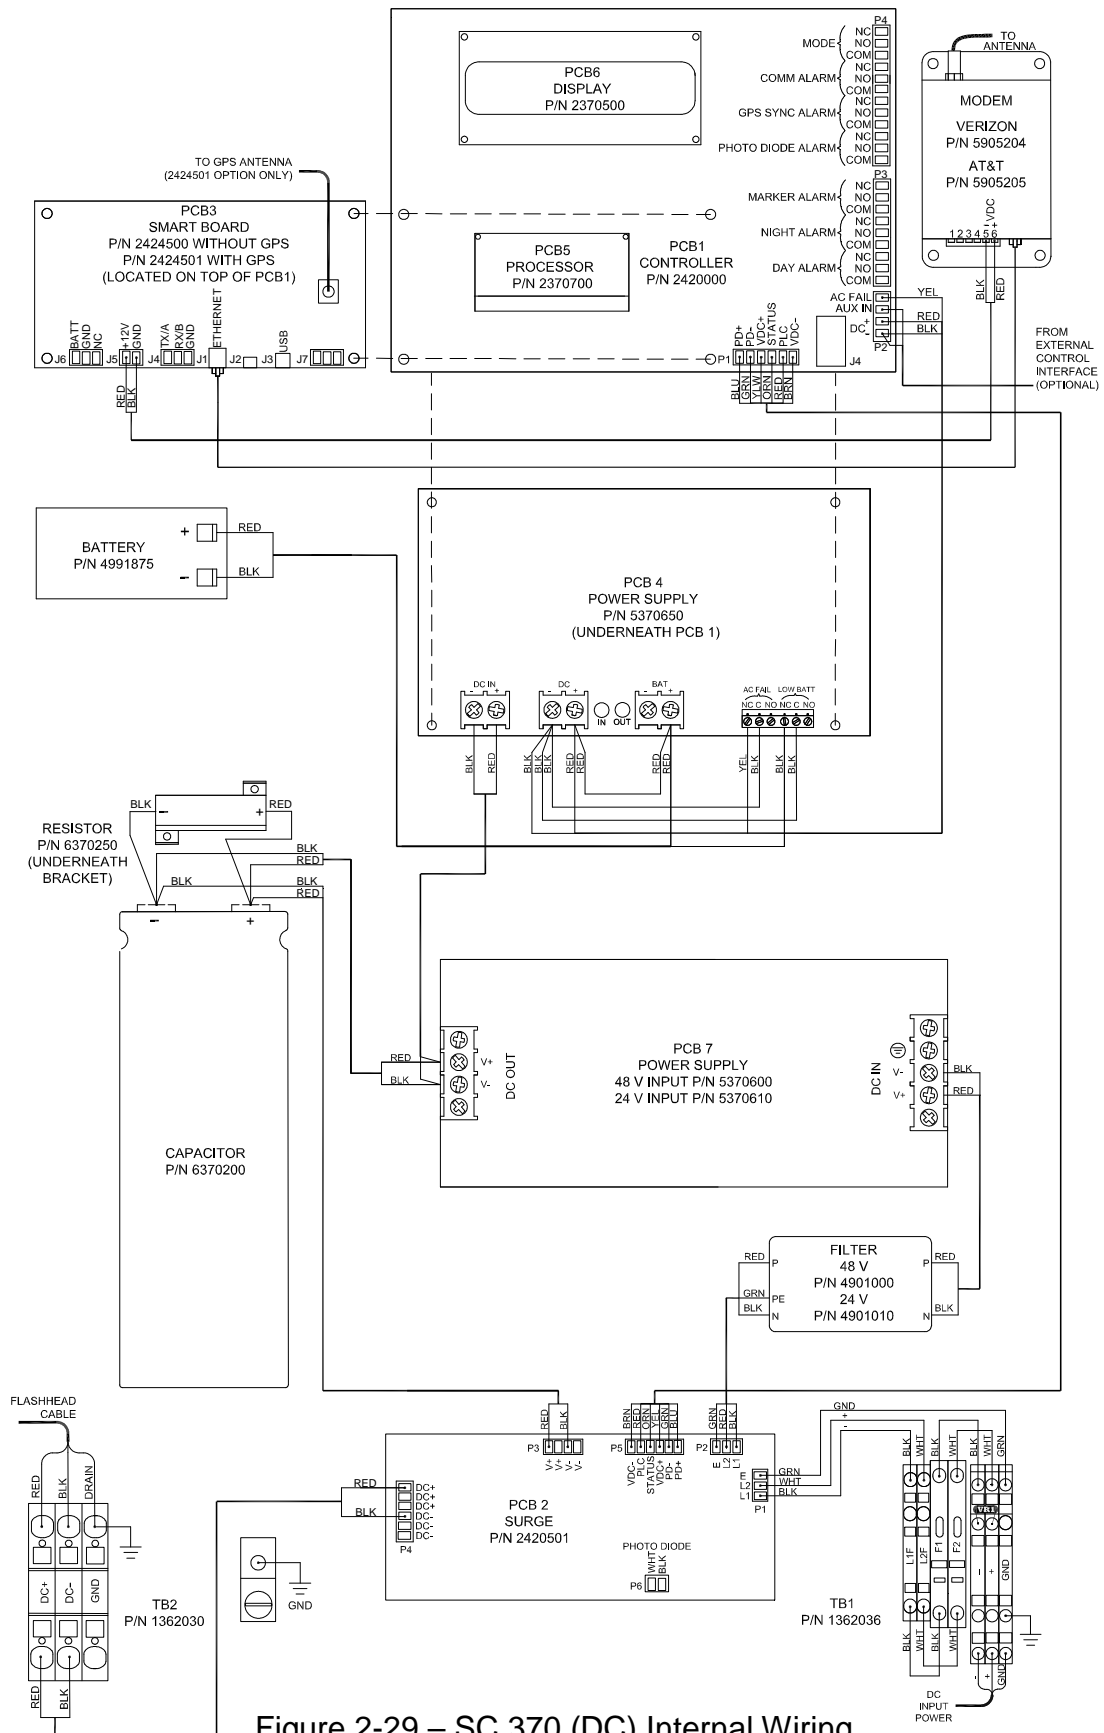 P4
NC
MODE
NO
COM
NC
COMM ALARM
NO
COM
NC
GPS SYNC ALARM
NO
COM
NC
PHOTO DIODE ALARM
NO
COM
P3
NC
MARKER ALARM
NO
COM
NC
NIGHT ALARM
NO
COM
NC
DAY ALARM
NO
COM
AC FAIL
AUX IN
DC
+
-
P2
J4
YEL
RED
BLK
PCB6
DISPLAY
P/N 2370500
PCB5
PROCESSOR
P/N 2370700
PCB1
CONTROLLER
P/N 2420000
P1
PD+
PD-
VDC+
STATUS
PLC
VDC-
BLU
GRN
YLW
ORN
RED
BRN
TO
ANTENNA
MODEM
VERIZON
P/N 5905204
AT&T
P/N 5905205
1 2 3 4 5 6
-
+VDC
BLK
RED
FROM
EXTERNAL
CONTROL
INTERFACE
(OPTIONAL)
TO GPS ANTENNA
(2424501 OPTION ONLY)
PCB3
SMART BOARD
P/N 2424500 WITHOUT GPS
P/N 2424501 WITH GPS
(LOCATED ON TOP OF PCB1)
J6
BATT
GND
NC
J5
+12V
GND
J4
TX/A
RX/B
GND
J1
ETHERNET
J2
J3
USB
J7
RED
BLK
BATTERY
P/N 4991875
+
-
RED
BLK
PCB 4
POWER SUPPLY
P/N 5370650
(UNDERNEATH PCB 1)
DC IN
- +
DC
- +
IN OUT
BAT
- +
AC FAIL LOW BATT
NC C NO NC C NO
BLK
RED
BLK
BLK
BLK
RED
RED
RED
RED
YEL
BLK
BLK
BLK
BLK
-
+
RED
RESISTOR
P/N 6370250
(UNDERNEATH
BRACKET)
BLK
RED
BLK
RED
-
+
CAPACITOR
P/N 6370200
RED
BLK
V+
V-
DC OUT
PCB 7
POWER SUPPLY
48 V INPUT P/N 5370600
24 V INPUT P/N 5370610
DC IN
V-
V+
BLK
RED
FILTER
48 V
P/N 4901000
24 V
P/N 4901010
RED
P
GRN
PE
BLK
N
P
RED
N
BLK
FLASHHEAD
CABLE
RED
BLK
DRAIN
DC+
DC-
GND
RED
BLK
TB2
P/N 1362030
GND
RED
BLK
DC+
DC+
DC+
DC-
DC-
DC-
P4
RED
BLK
P3
V+
V+
V-
V-
BRN
RED
ORN
YEL
GRN
BLU
P5
VDC-
PLC
STATUS
VDC+
PD-
PD+
GRN
RED
BLK
P2
E
L2
L1
PCB 2
SURGE
P/N 2420501
PHOTO DIODE
WHT
BLK
P6
E
L2
L1
P1
GRN
WHT
BLK
GND
+
-
BLK
WHT
BLK
WHT
BLK
WHT
GRN
L1F
L2F
F1
F2
VR1
-
+
GND
BLK
WHT
BLK
WHT
-
+
GND
TB1
P/N 1362036
DC
INPUT
POWER
Figure 2-29 – SC 370 (DC) Internal Wiring